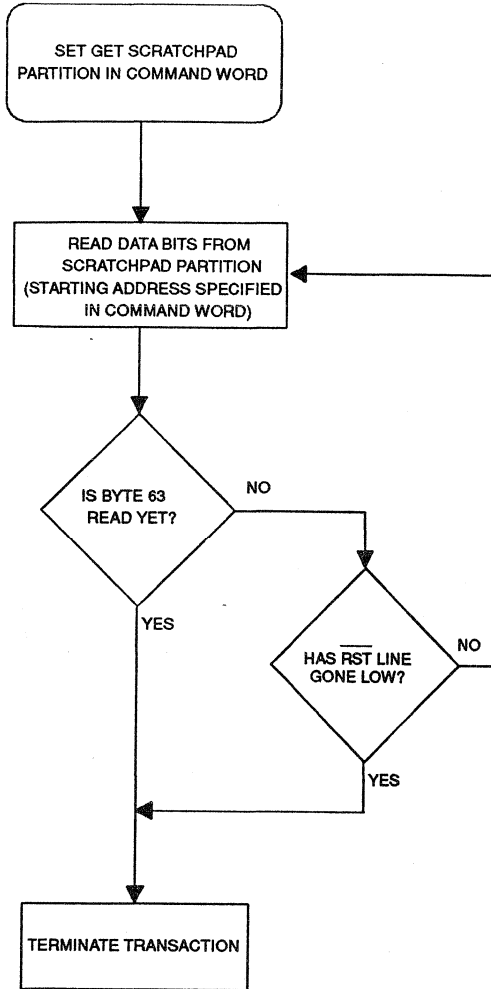 SET GET SCRATCHPAD
PARTITION IN COMMAND WORD
READ DATA BITS FROM
SCRATCHPAD PARTITION
(STARTING ADDRESS SPECIFIED
IN COMMAND WORD)
IS BYTE 63
READ YET?
NO
YES
HAS R̅S̅T̅ LINE
GONE LOW?
NO
YES
TERMINATE TRANSACTION